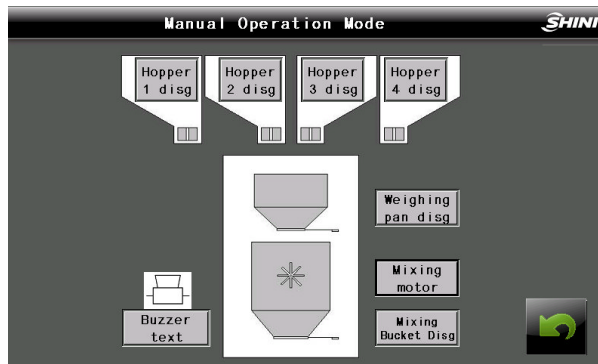 Manual Operation Mode
SHINI
Hopper
1 disg
Hopper
2 disg
Hopper
3 disg
Hopper
4 disg
Weighing
pan disg
Mixing
motor
Buzzer
text
Mixing
Bucket Disg